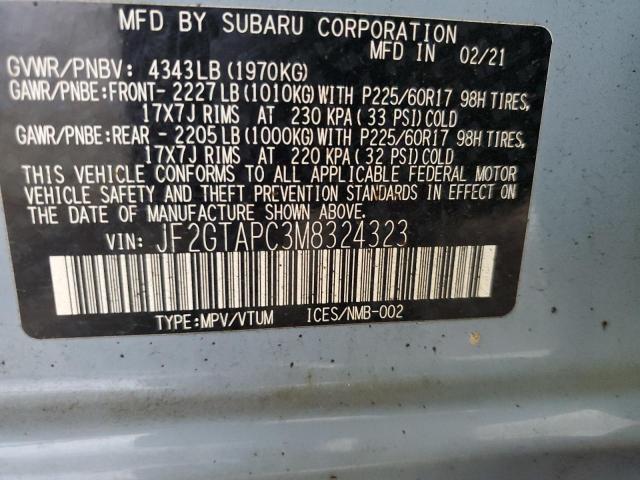 MFD BY SUBARU CORPORATION
MFD IN 02/21
GVWR/PNBV: 4343LB(1970KG)
GAWR/PNBE:FRONT-2227LB(1010KG)WITH P225/60R17 98H TIRES,
17X7J RIMS AT 230 KPA(33 PSI)COLD
GAWR/PNBE:REAR -2205LB(1000KG)WITH P225/60R17 98H TIRES,
17X7J RIMS AT 220 KPA(32 PSI)COLD
THIS VEHICLE CONFORMS TO ALL APPLICABLE FEDERAL MOTOR
VEHICLE SAFETY AND THEFT PREVENTION STANDARDS IN EFFECT ON
THE DATE OF MANUFACTURE SHOWN ABOVE.
VIN: JF2GTAPC3M8324323
TYPE:MPV/VTUM ICES/NMB-002